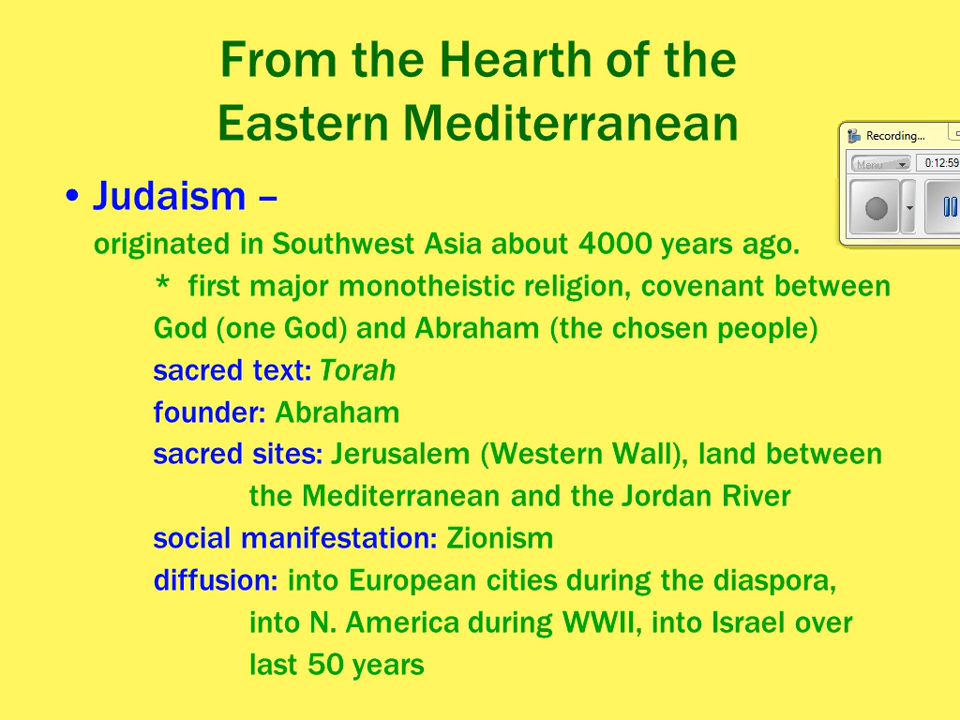 From the Hearth of the
Eastern Mediterranean
• Judaism –
originated in Southwest Asia about 4000 years ago.
* first major monotheistic religion, covenant between
God (one God) and Abraham (the chosen people)
sacred text: Torah
founder: Abraham
sacred sites: Jerusalem (Western Wall), land between
the Mediterranean and the Jordan River
social manifestation: Zionism
diffusion: into European cities during the diaspora,
into N. America during WWII, into Israel over
last 50 years
Recording...
Menu
0:12:59